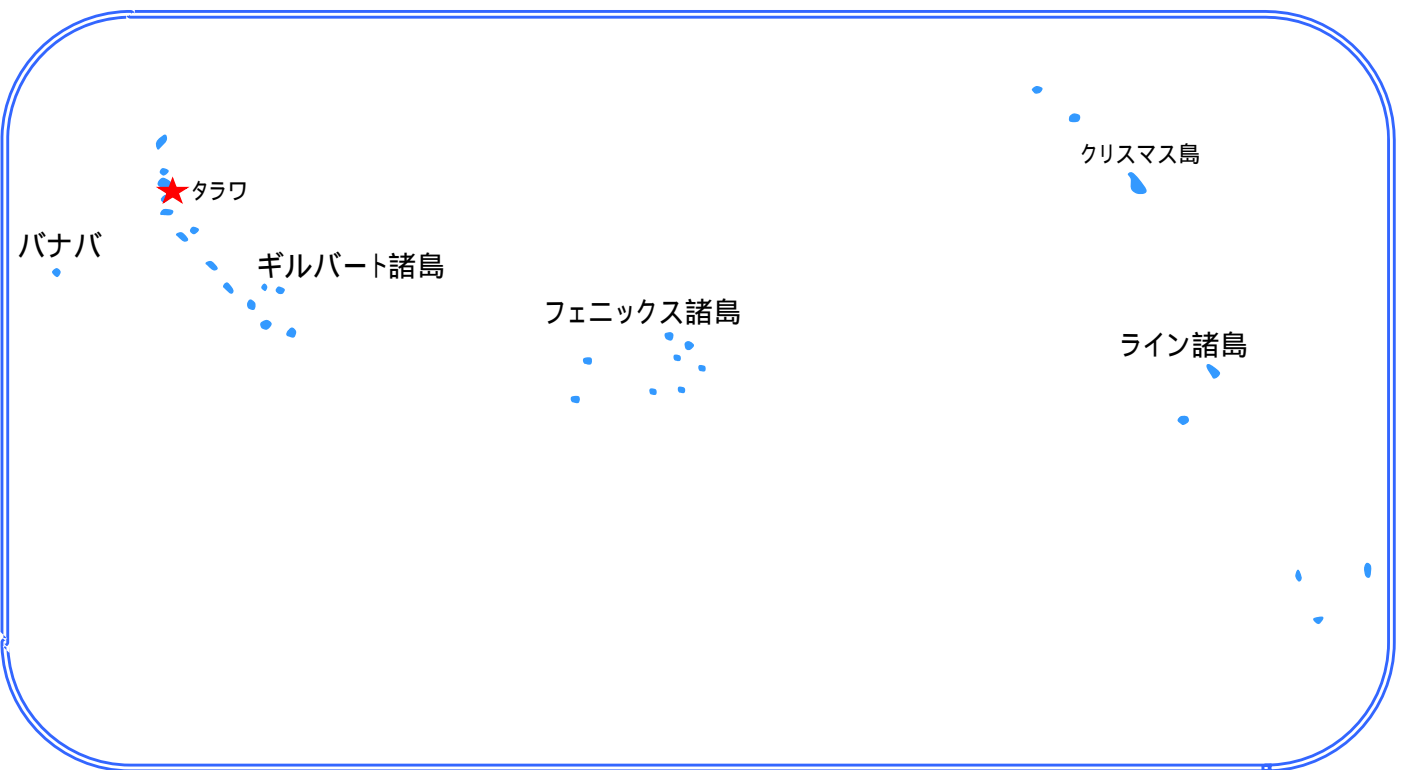 クリスマス島
タラワ
バナバ
ギルバート諸島
フェニックス諸島
ライン諸島